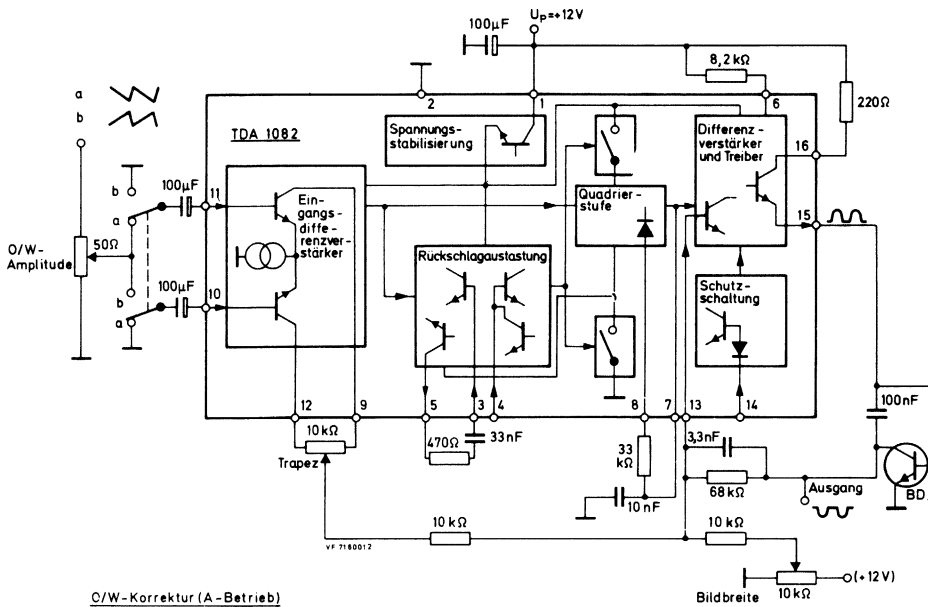 U_P=+12V
100µF
8,2kΩ
a
b
2
1
6
220Ω
TDA 1082
Spannungs-
stabilisierung
Differenz-
verstärker
und Treiber
16
b
a
100µF
11
Ein-
gangs-
diffe-
renzver-
stärker
Quadrier-
stufe
15
50Ω
O/W-
Amplitude
Rückschlagaustastung
Schutz-
schaltung
b
a
100µF
10
12
9
5
3
4
8
7
13
14
10kΩ
Trapez
470Ω
33nF
33
kΩ
10nF
3,3nF
68kΩ
100nF
Ausgang
BD
10kΩ
10kΩ
VF 7160012
Bildbreite
10kΩ
(+12V)
O/W-Korrektur (A-Betrieb)